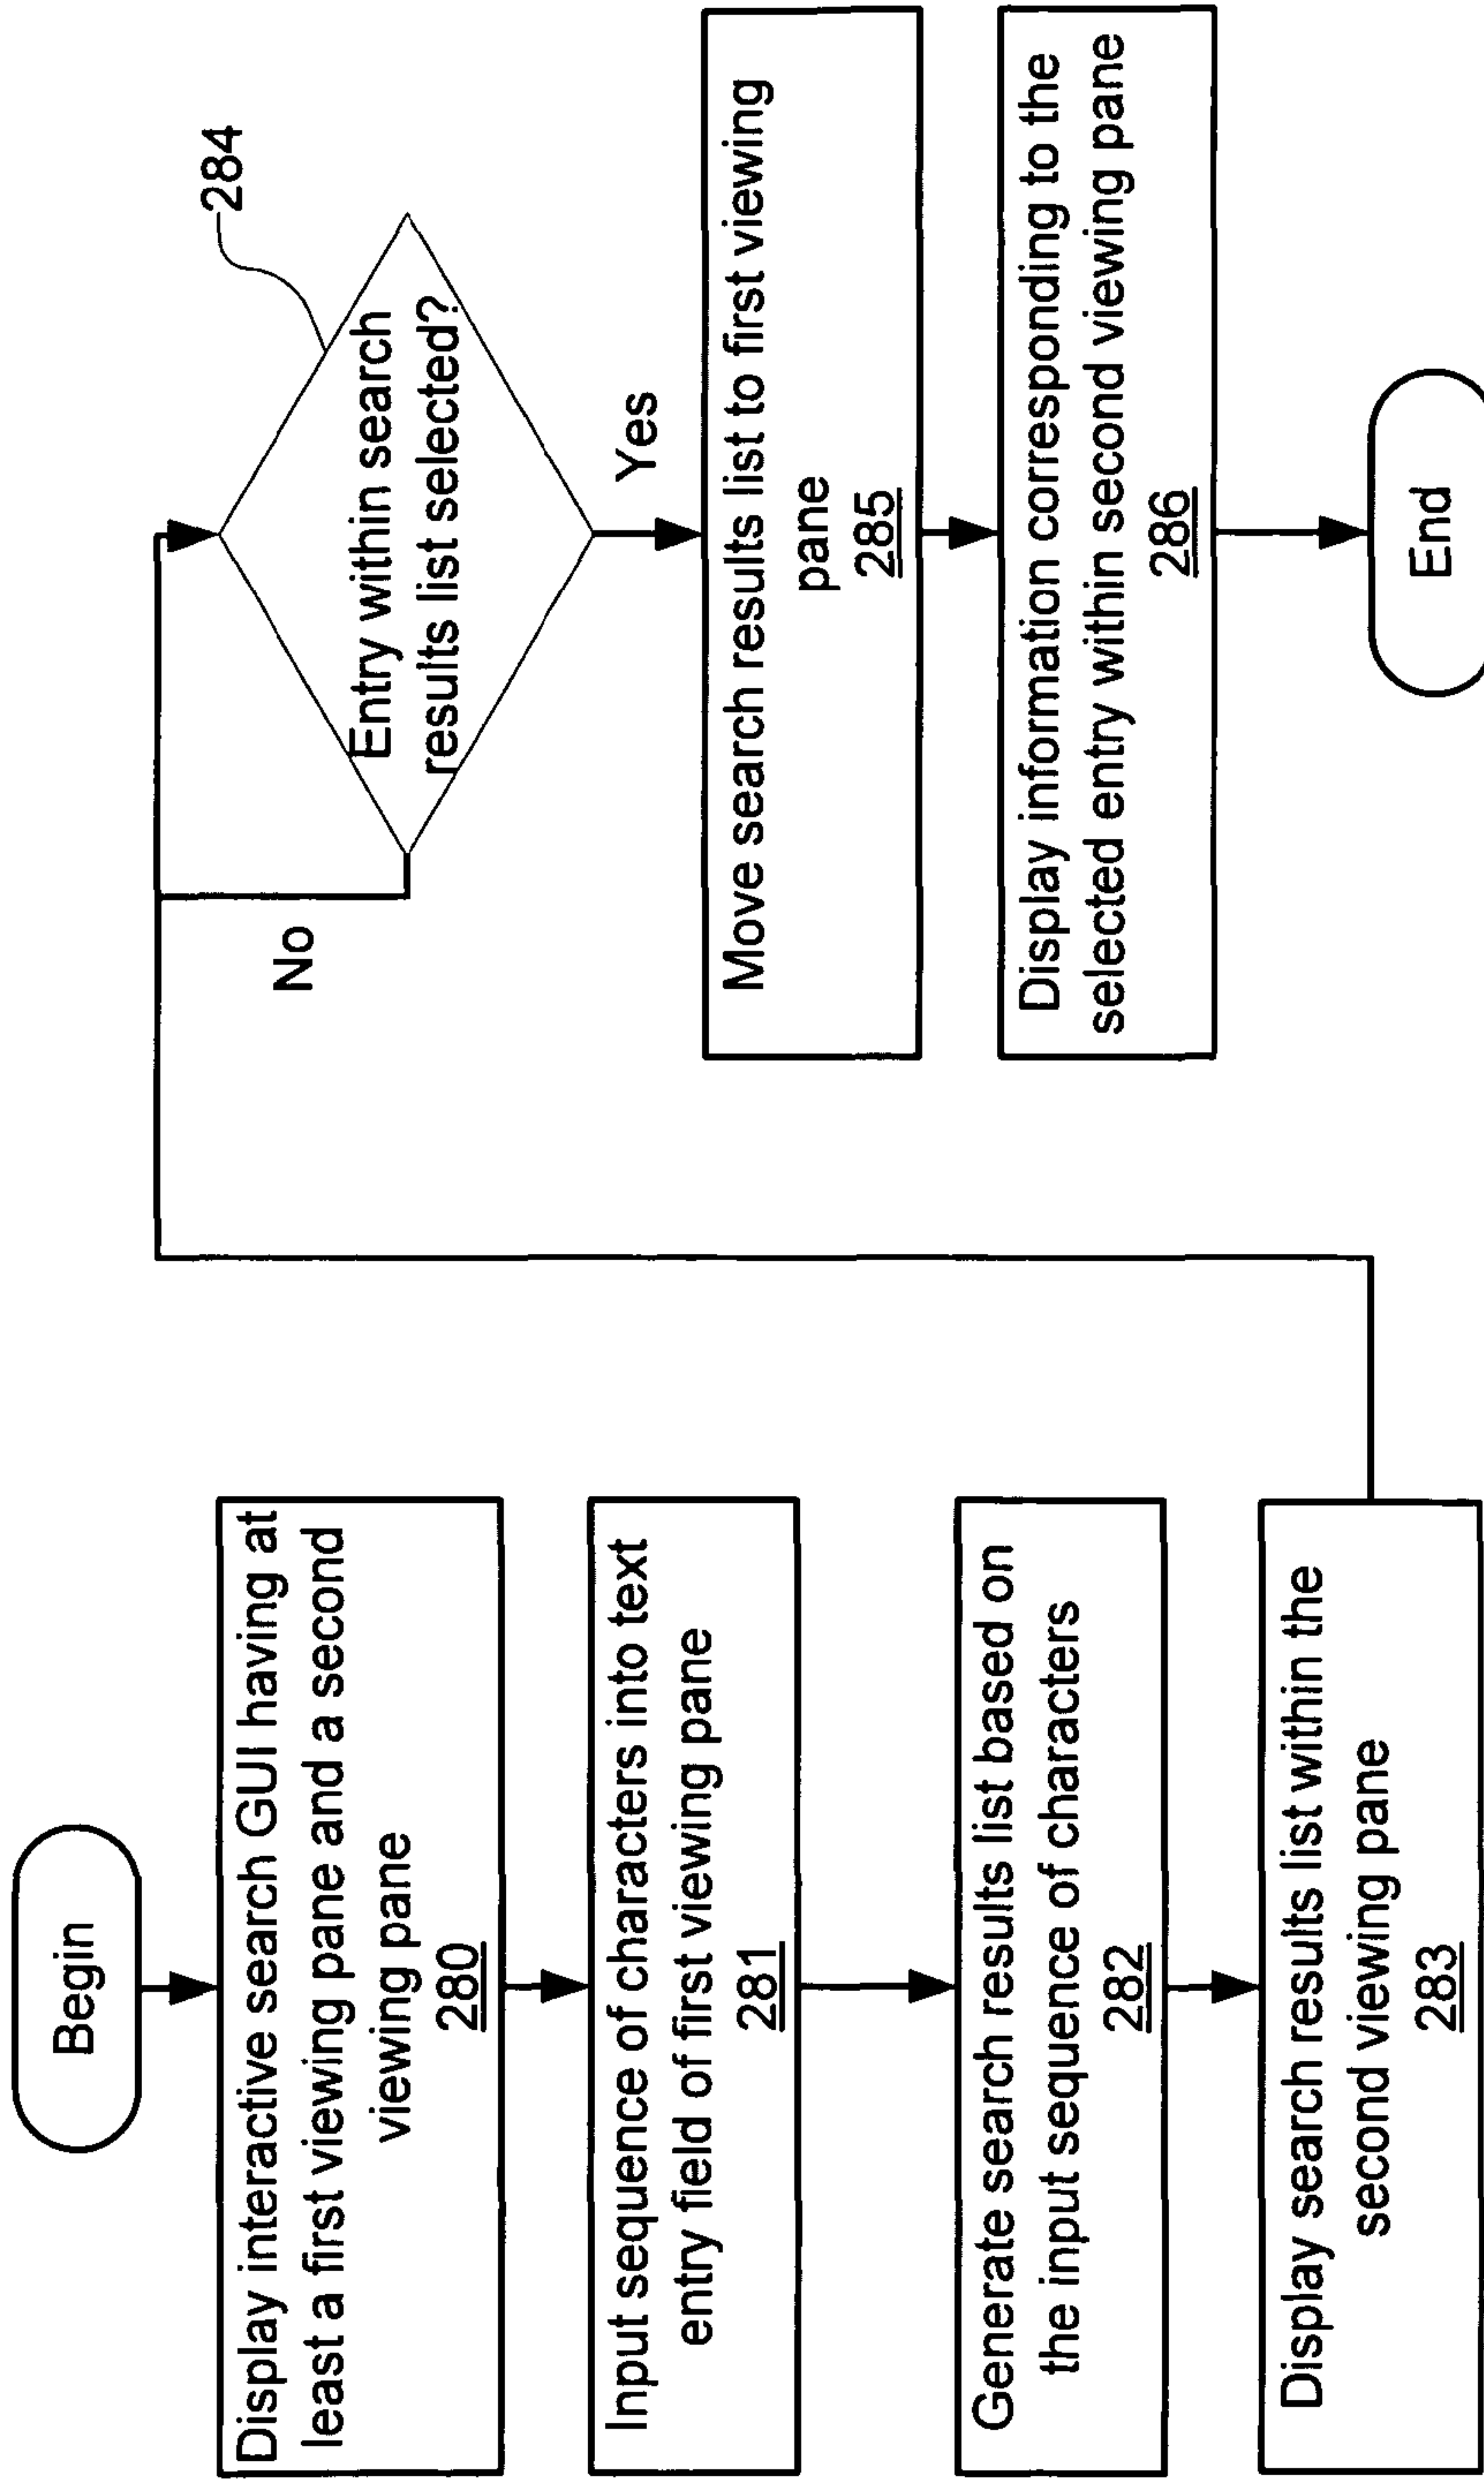 Begin
Display interactive search GUI having at
least a first viewing pane and a second
viewing pane
280
Input sequence of characters into text
entry field of first viewing pane
281
Generate search results list based on
the input sequence of characters
282
Display search results list within the
second viewing pane
283
284
Entry within search
results list selected?
No
Yes
Move search results list to first viewing
pane
285
Display information corresponding to the
selected entry within second viewing pane
286
End